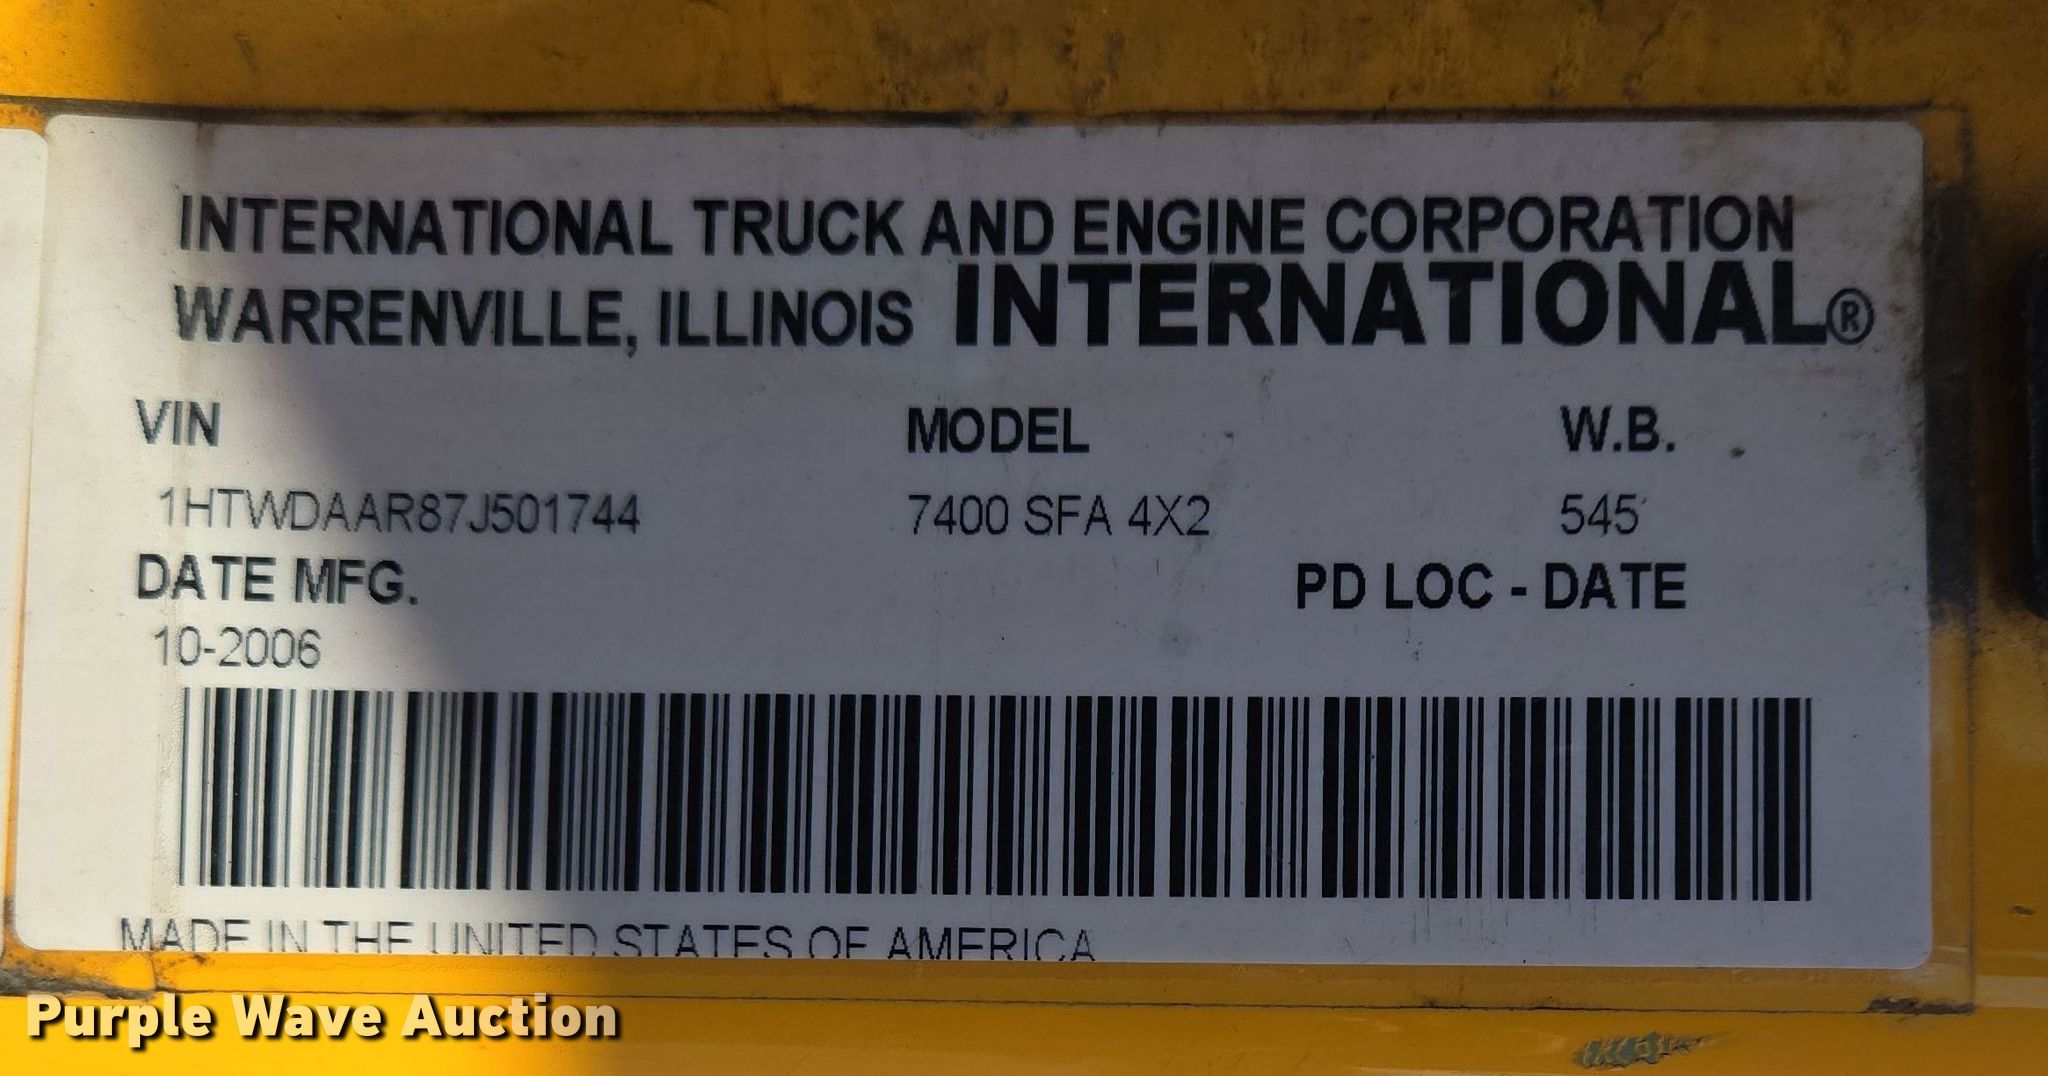 INTERNATIONAL TRUCK AND ENGINE CORPORATION
WARRENVILLE, ILLINOIS INTERNATIONAL®
VIN MODEL W.B.
1HTWDAAR87J501744 7400 SFA 4X2 545
DATE MFG. PD LOC - DATE
10-2006
MADE IN THE UNITED STATES OF AMERICA
Purple Wave Auction